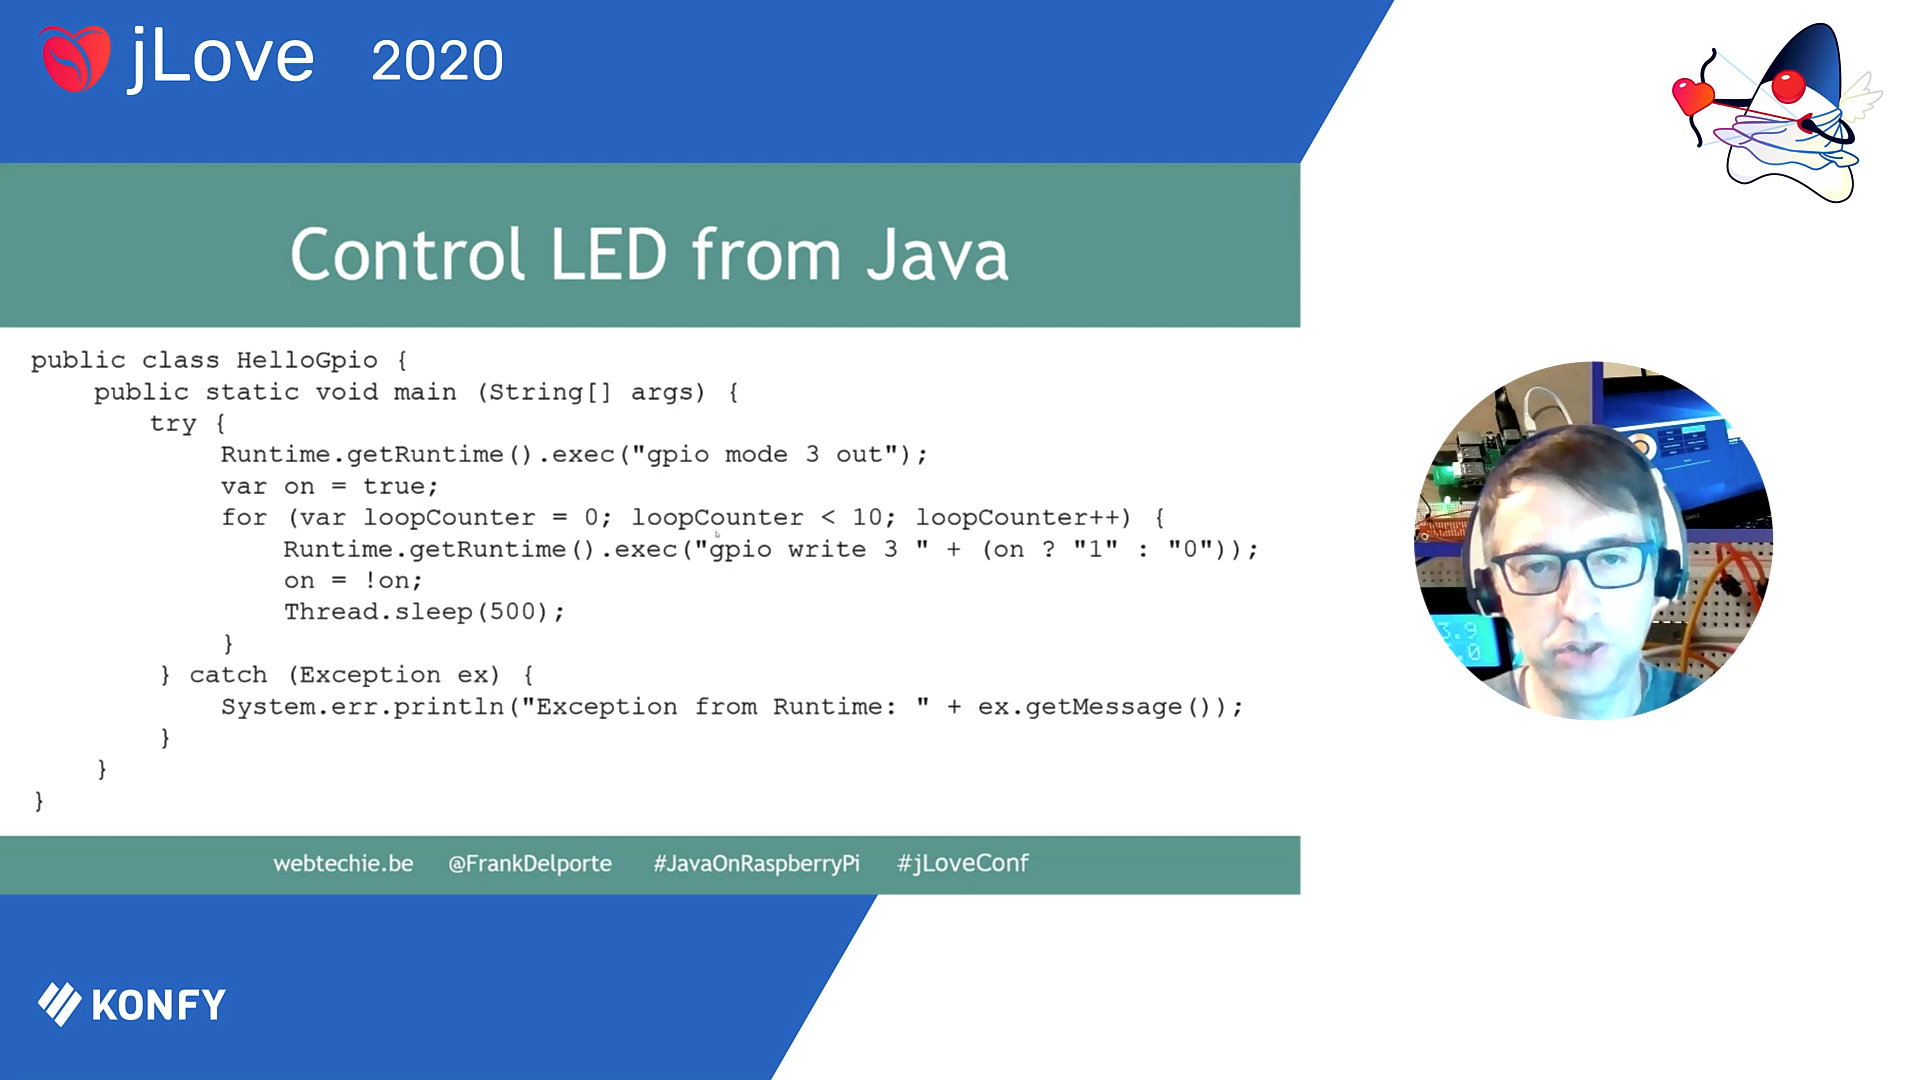 jLove 2020
Control LED from Java
public class HelloGpio {
public static void main (String[] args) {
try {
Runtime.getRuntime().exec("gpio mode 3 out");
var on = true;
for (var loopCounter = 0; loopCounter < 10; loopCounter++) {
Runtime.getRuntime().exec("gpio write 3 " + (on ? "1" : "0"));
on = !on;
Thread.sleep(500);
}
} catch (Exception ex) {
System.err.println("Exception from Runtime: " + ex.getMessage());
}
}
}
3.9
.0
webtechie.be @FrankDelporte #JavaOnRaspberryPi #jLoveConf
KONFY